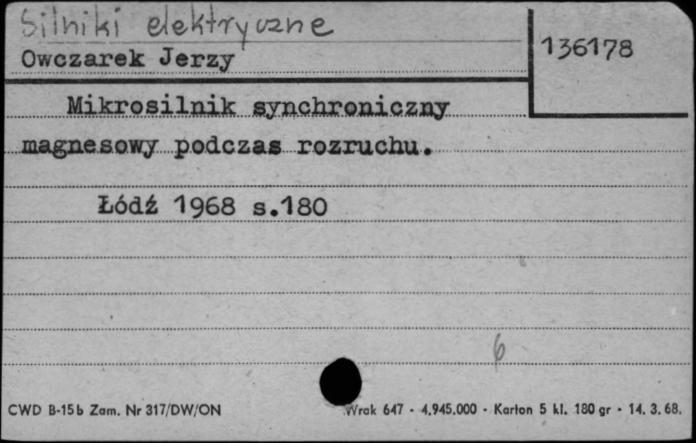 Silniki elektryczne
Owczarek Jerzy
136178
Mikrosilnik synchroniczny
magnesowy podczas rozruchu.
Łódź 1968 s.180
6
CWD B-15b Zam. Nr 317/DW/ON
Wrak 647 - 4.945.000 - Karton 5 kl. 180 gr - 14. 3. 68.